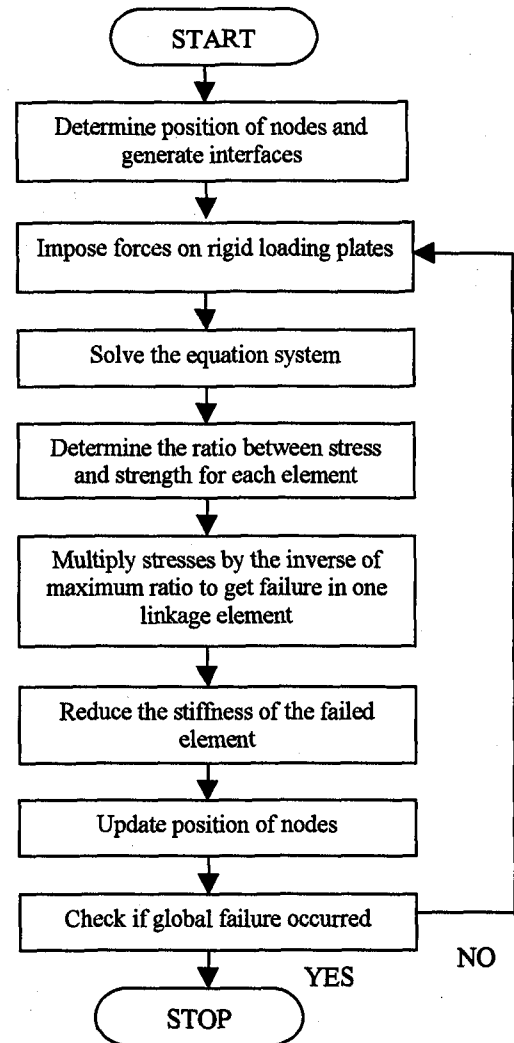 START
Determine position of nodes and
generate interfaces
Impose forces on rigid loading plates
Solve the equation system
Determine the ratio between stress
and strength for each element
Multiply stresses by the inverse of
maximum ratio to get failure in one
linkage element
Reduce the stiffness of the failed
element
Update position of nodes
Check if global failure occurred
NO
YES
STOP